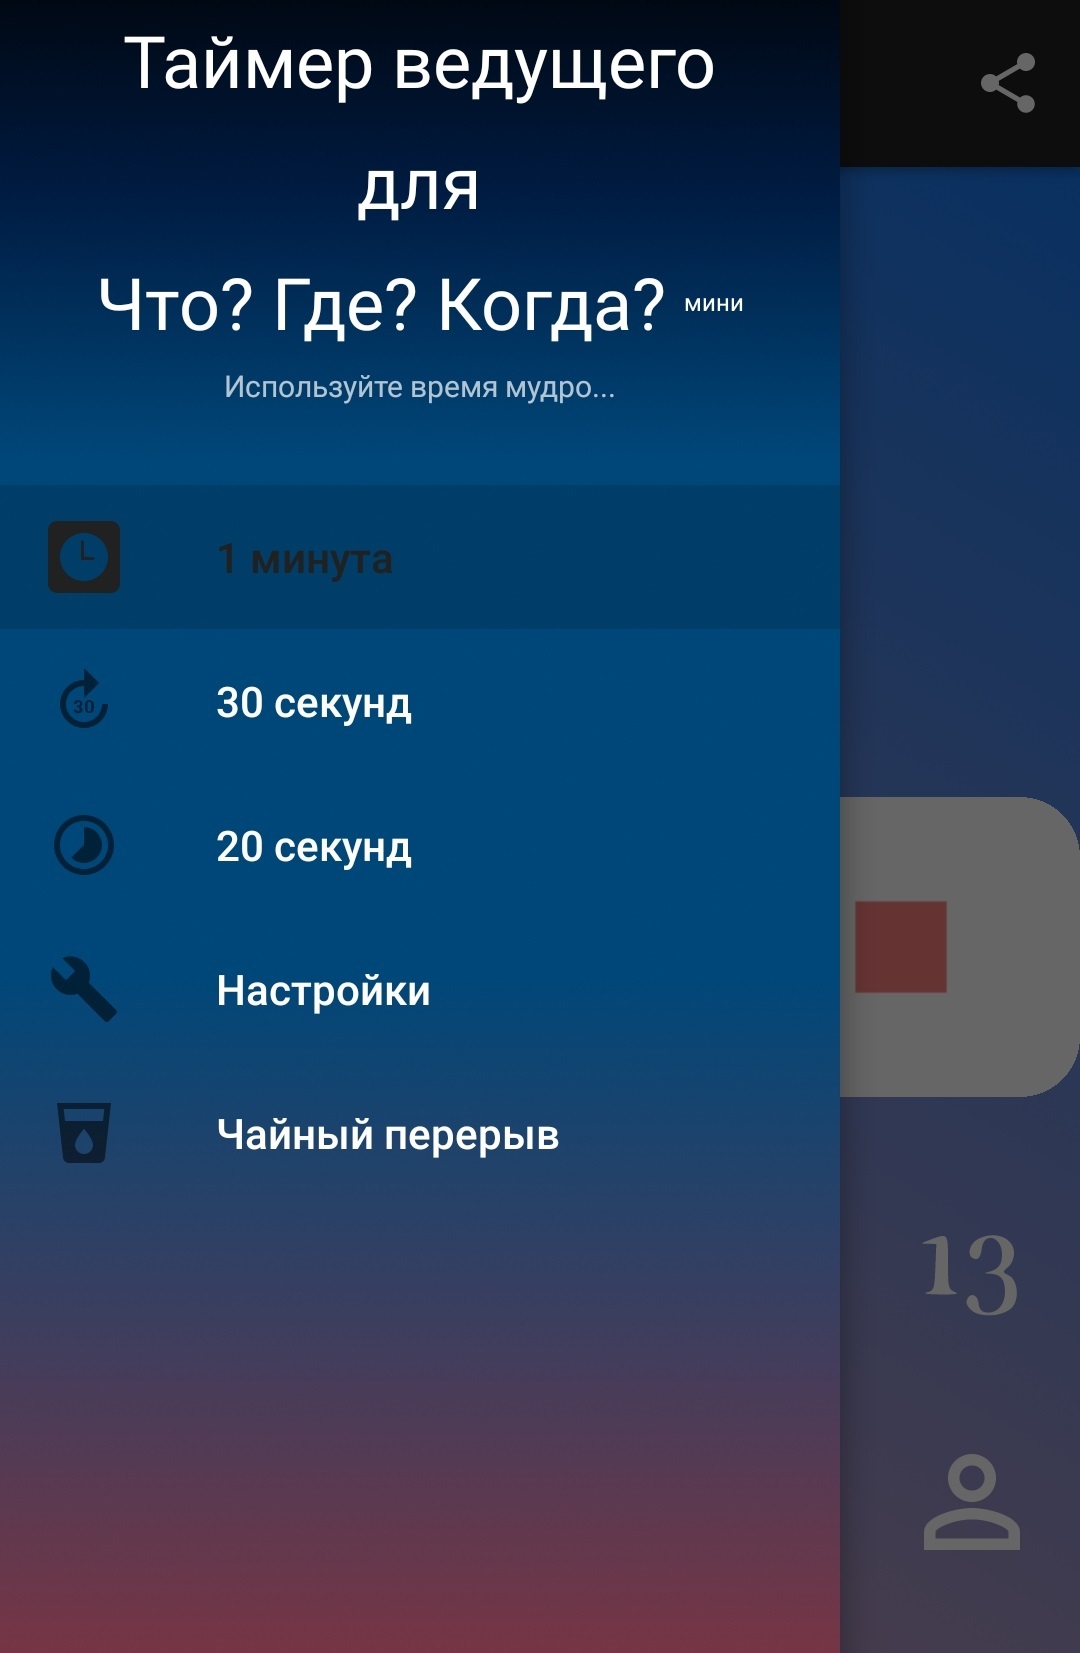 Таймер ведущего
для
Что? Где? Когда? мини
Используйте время мудро...
1 минута
30
30 секунд
20 секунд
Настройки
Чайный перерыв
13